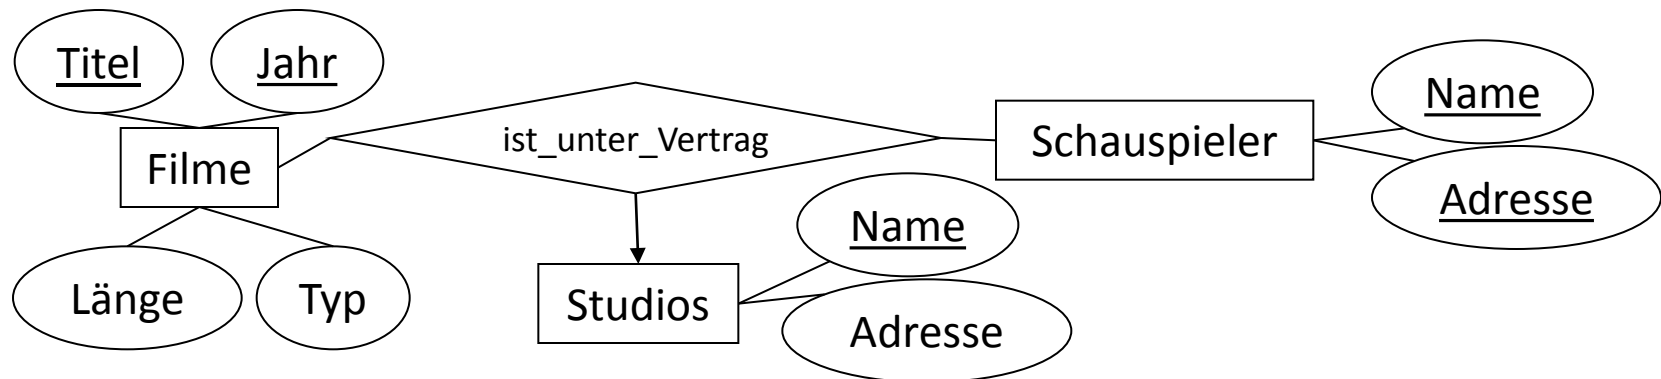 Titel
Jahr
Filme
Länge
Typ
ist_unter_Vertrag
Studios
Name
Adresse
Schauspieler
Name
Adresse